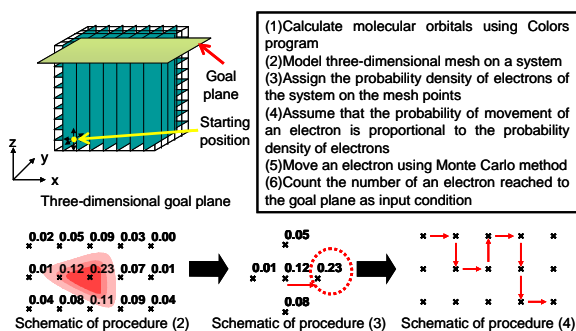 (1)Calculate molecular orbitals using Colors
program
(2)Model three-dimensional mesh on a system
(3)Assign the probability density of electrons of
the system on the mesh points
(4)Assume that the probability of movement of
an electron is proportional to the probability
density of electrons
(5)Move an electron using Monte Carlo method
(6)Count the number of an electron reached to
the goal plane as input condition
Goal
plane
Starting
position
z
y
x
Three-dimensional goal plane
0.02 0.05 0.09 0.03 0.00
0.01 0.12 0.23 0.07 0.01
0.04 0.08 0.11 0.09 0.04
Schematic of procedure (2)
0.05
0.01 0.12 0.23
0.08
Schematic of procedure (3)
Schematic of procedure (4)